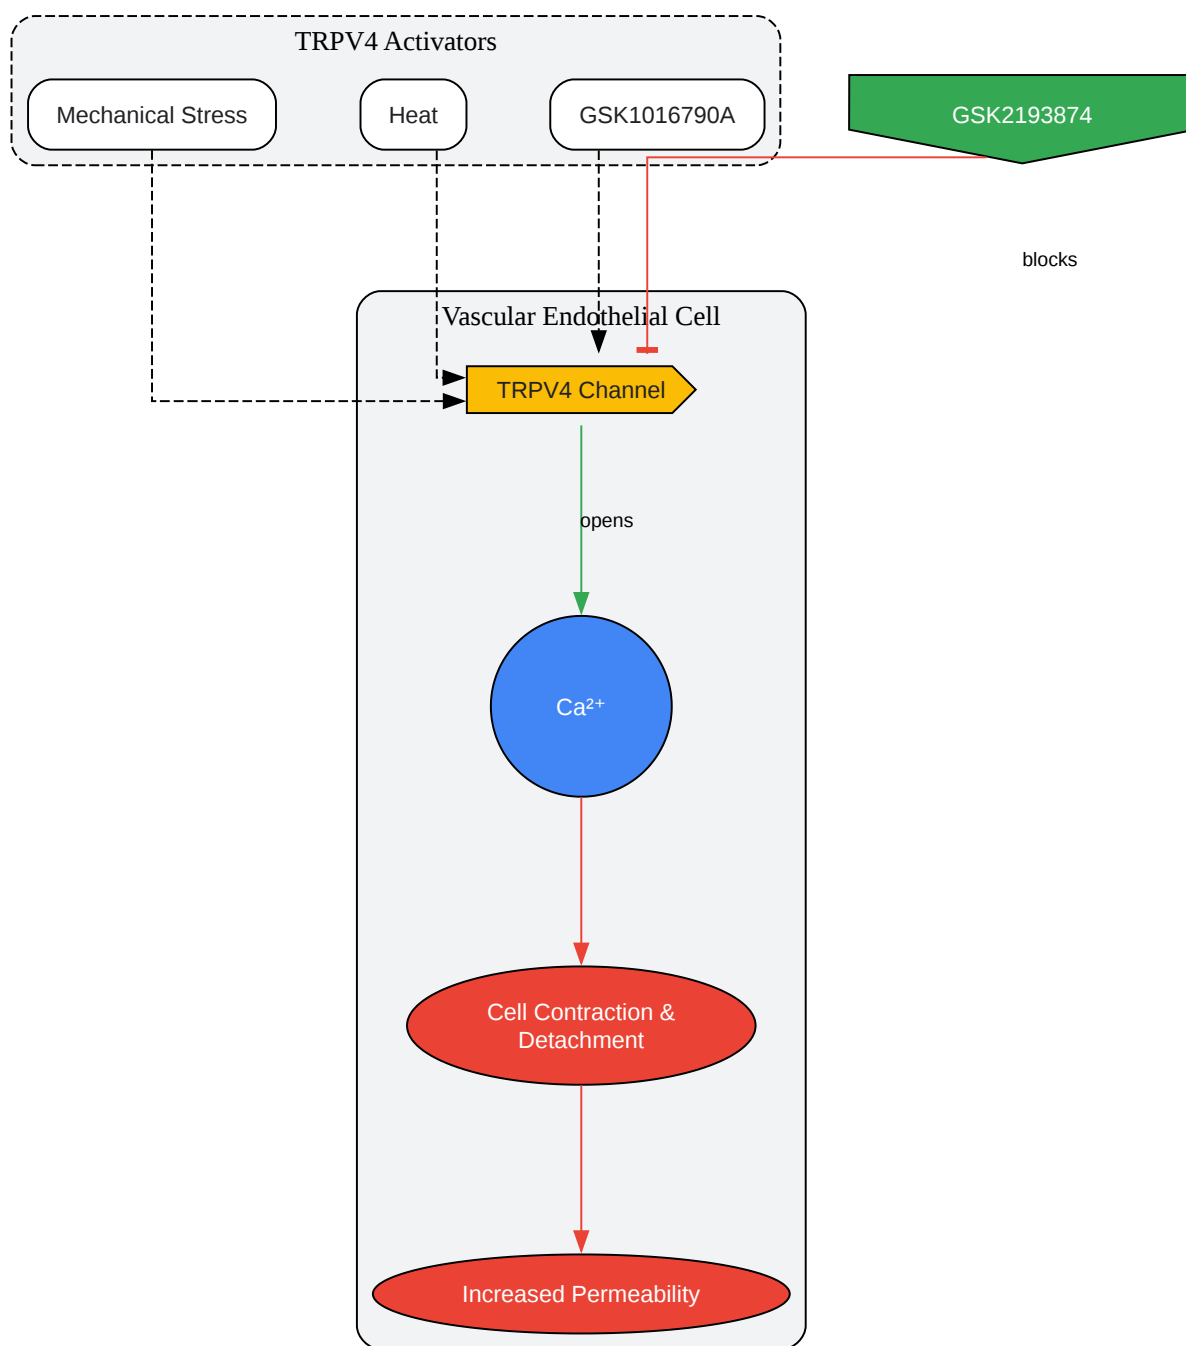 TRPV4 Activators
Mechanical Stress
Heat
GSK1016790A
GSK2193874
blocks
Vascular Endothelial Cell
TRPV4 Channel
opens
Ca²⁺
Cell Contraction &
Detachment
Increased Permeability